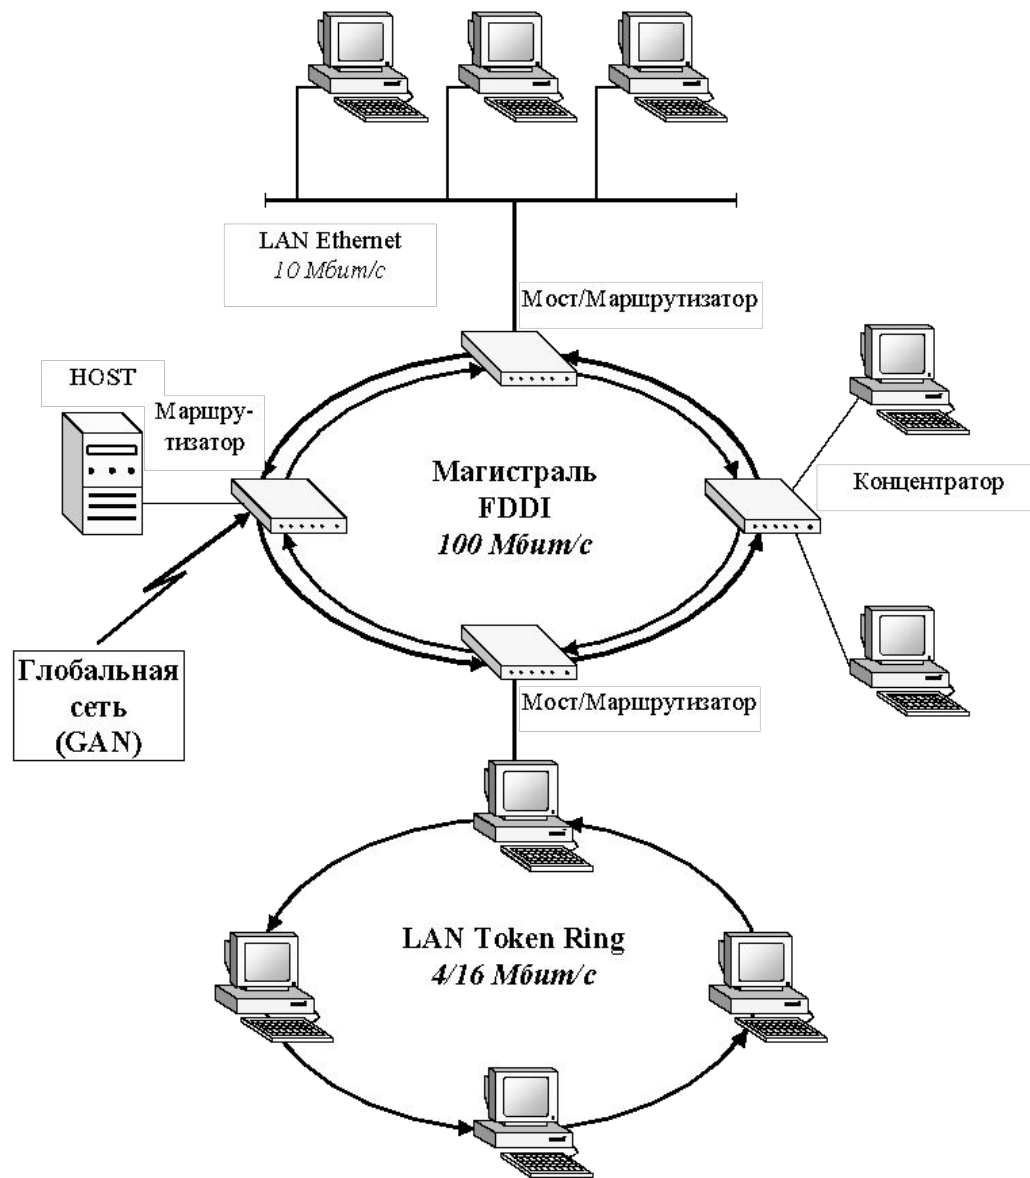 LAN Ethernet
10 Мбит/с
Мост/Маршрутизатор
HOST
Маршру-
тизатор
Магистраль
FDDI
100 Мбит/с
Концентратор
Глобальная
сеть
(GAN)
Мост/Маршрутизатор
LAN Token Ring
4/16 Мбит/с